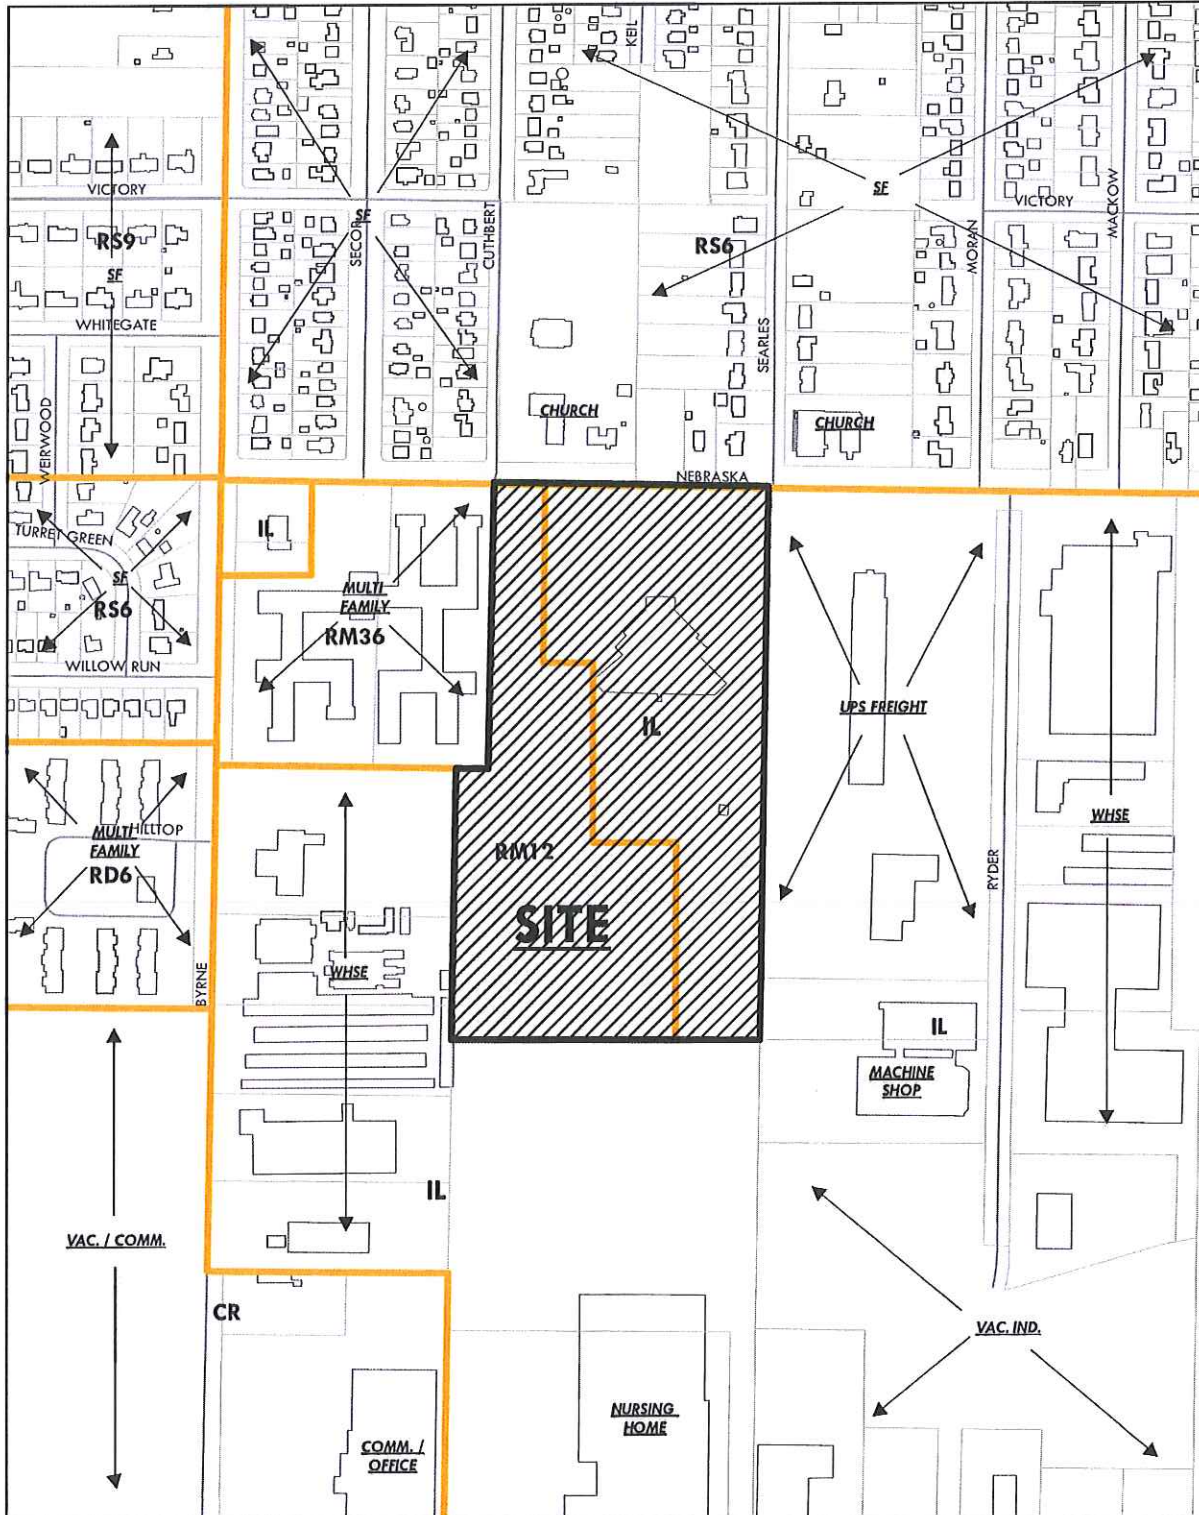 KEIL
VICTORY
SF
SECOR
CUTHBERT
RS9
SF
WHITEGATE
WEIRWOOD
SF
MORAN
VICTORY
MACKOW
RS6
SEARLES
CHURCH
CHURCH
NEBRASKA
TURRET GREEN
SF
RS6
WILLOW RUN
IL
MULTI
FAMILY
RM36
IL
UPS FREIGHT
WHSE
RYDER
MULTI
FAMILY
HILLTOP
RD6
BYRNE
RM12
SITE
WHSE
IL
MACHINE
SHOP
IL
VAC. / COMM.
CR
VAC. IND.
NURSING
HOME
COMM. /
OFFICE